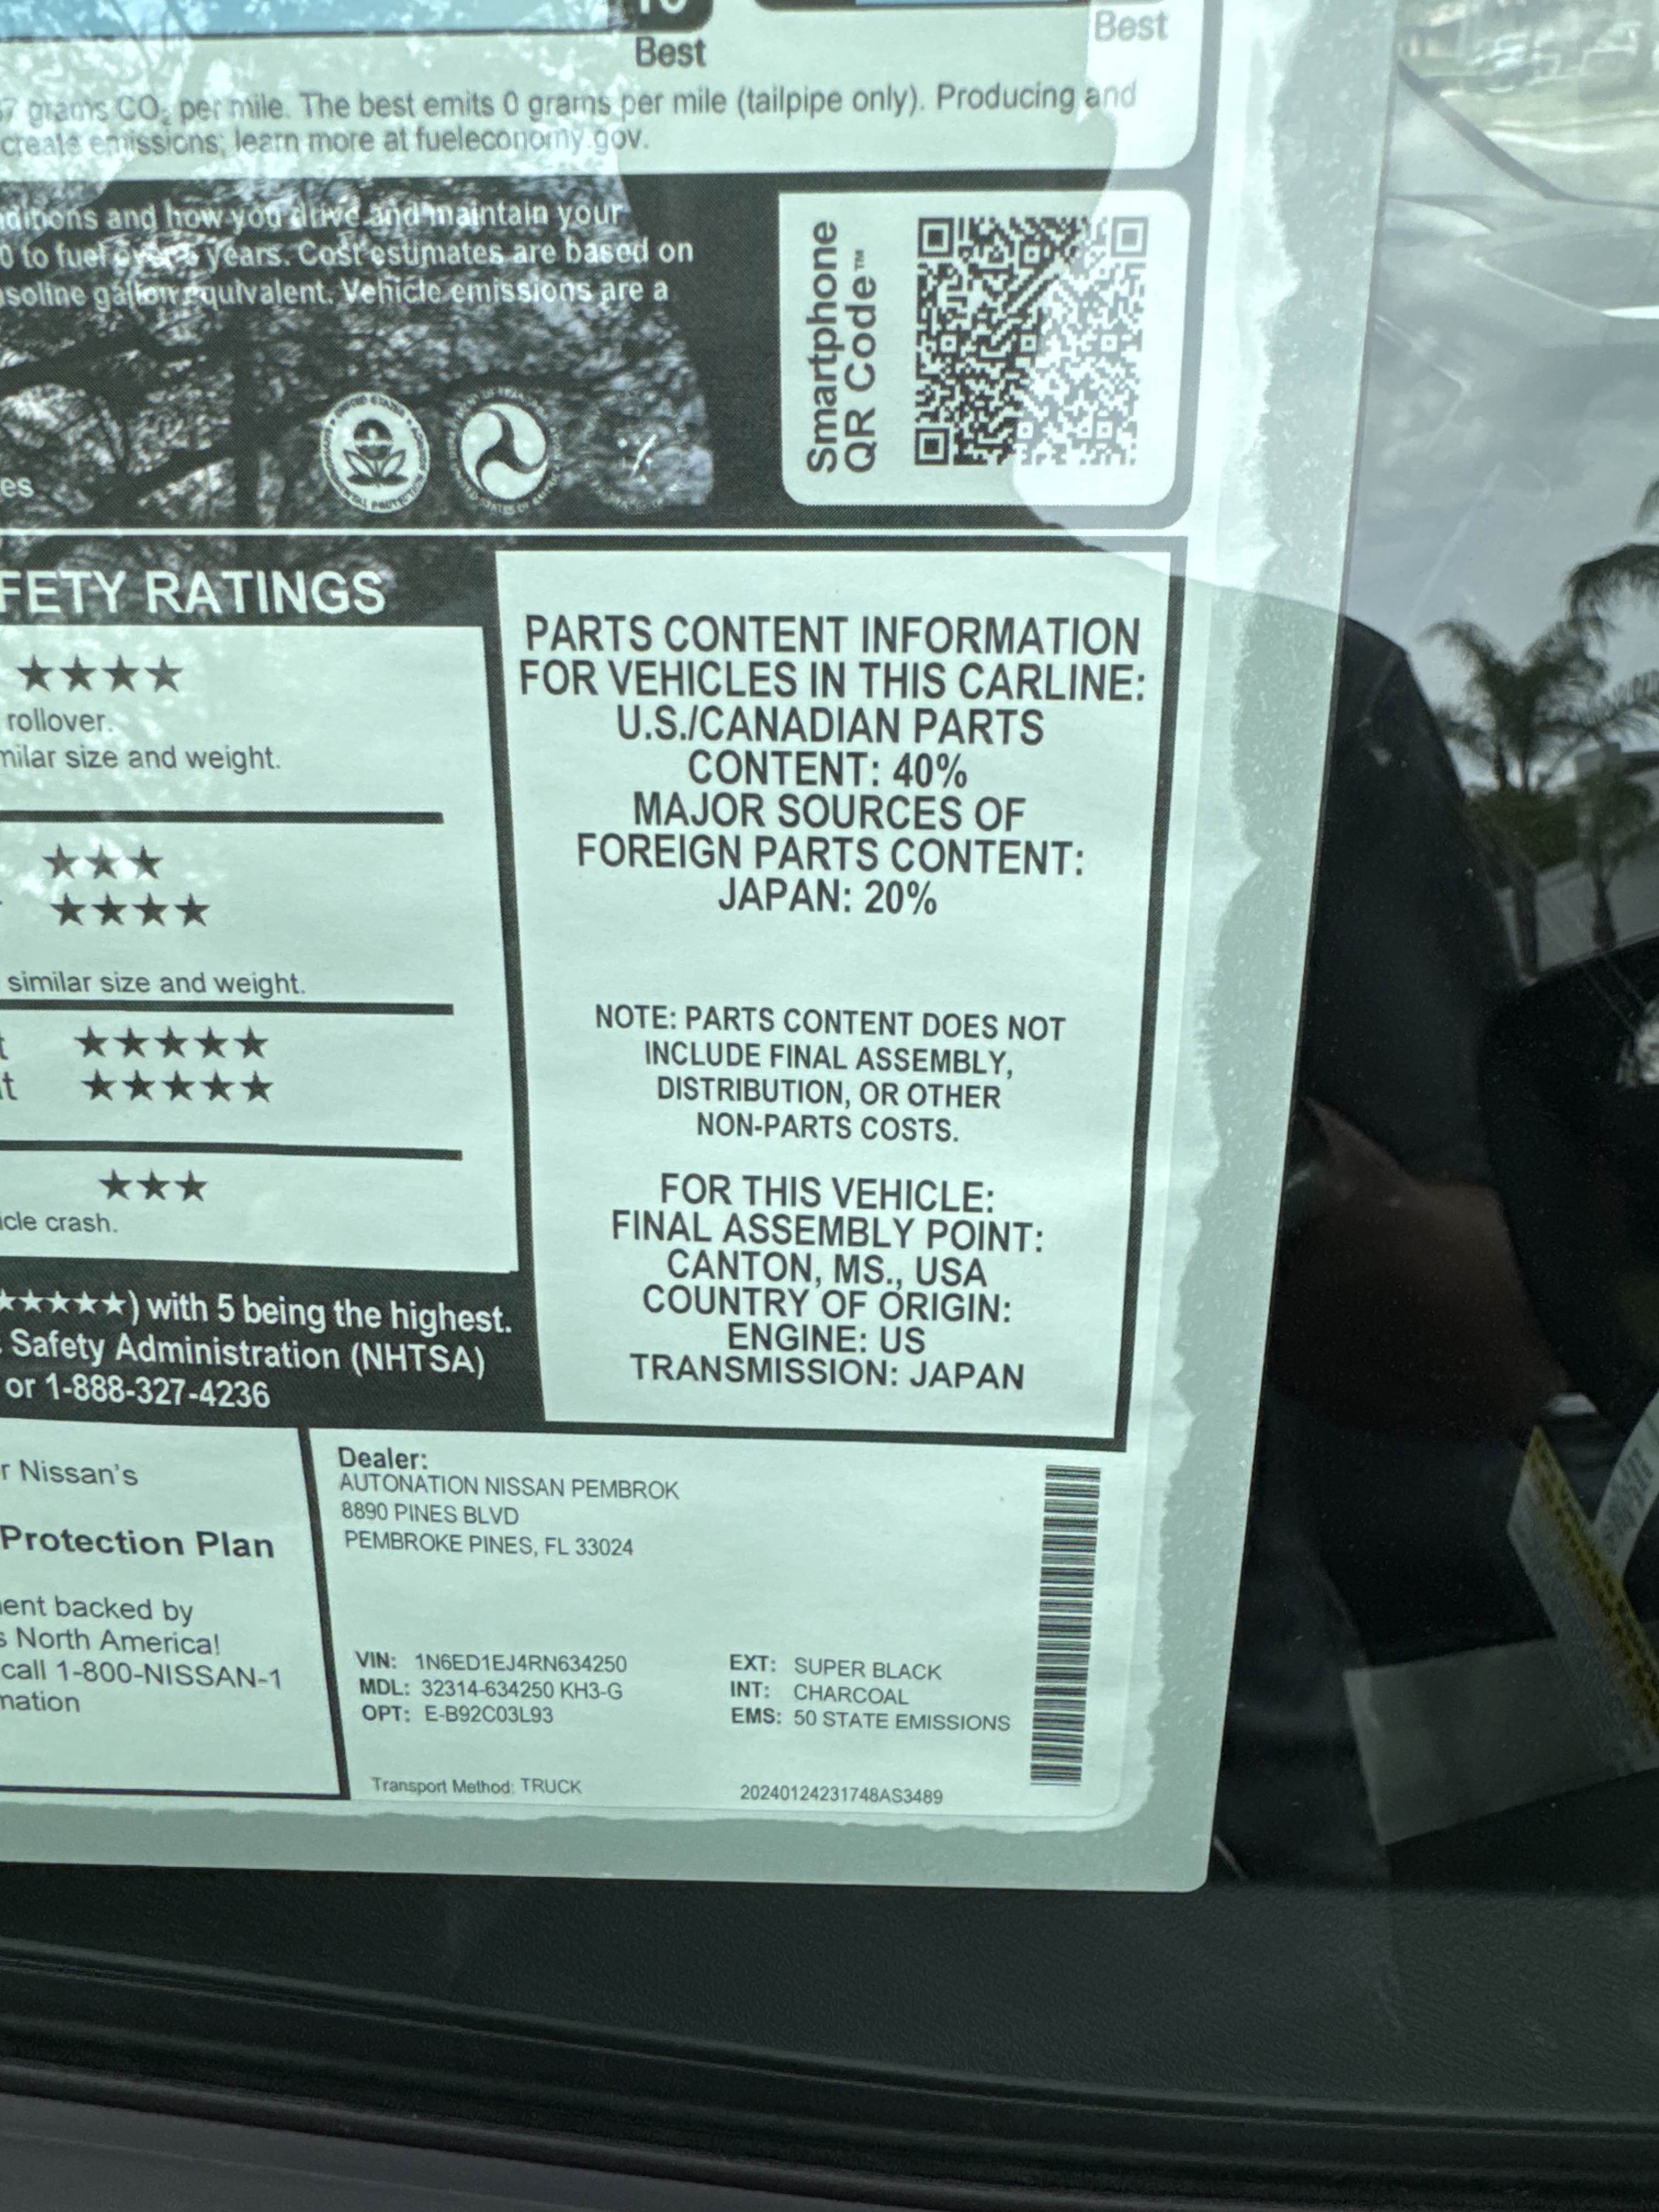 Best
Best
7 grams CO2 per mile. The best emits 0 grams per mile (tailpipe only). Producing and
create emissions; learn more at fueleconomy.gov.
and how you drive and maintain your
0 to fuel over 5 years. Cost estimates are based on
gallon equivalent. Vehicle emissions are a
Smartphone
QR Code™
es
FETY RATINGS
★★★★
rollover.
milar size and weight.
★★★
★★★★
similar size and weight.
t ★★★★★
t ★★★★★
★★★
icle crash.
★★★★★) with 5 being the highest.
Safety Administration (NHTSA)
or 1-888-327-4236
PARTS CONTENT INFORMATION
FOR VEHICLES IN THIS CARLINE:
U.S./CANADIAN PARTS
CONTENT: 40%
MAJOR SOURCES OF
FOREIGN PARTS CONTENT:
JAPAN: 20%
NOTE: PARTS CONTENT DOES NOT
INCLUDE FINAL ASSEMBLY,
DISTRIBUTION, OR OTHER
NON-PARTS COSTS.
FOR THIS VEHICLE:
FINAL ASSEMBLY POINT:
CANTON, MS., USA
COUNTRY OF ORIGIN:
ENGINE: US
TRANSMISSION: JAPAN
r Nissan's
Protection Plan
ent backed by
s North America!
call 1-800-NISSAN-1
mation
Dealer:
AUTONATION NISSAN PEMBROK
8890 PINES BLVD
PEMBROKE PINES, FL 33024
VIN: 1N6ED1EJ4RN634250
MDL: 32314-634250 KH3-G
OPT: E-B92C03L93
EXT: SUPER BLACK
INT: CHARCOAL
EMS: 50 STATE EMISSIONS
Transport Method: TRUCK
20240124231748AS3489